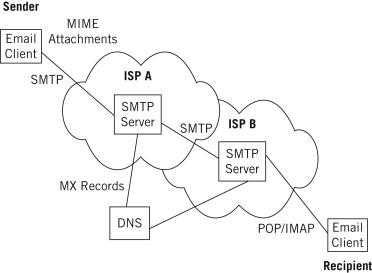 Sender
MIME
Attachments
Email
Client
SMTP
ISP A
SMTP
Server
SMTP
ISP B
SMTP
Server
MX Records
DNS
POP/IMAP
Email
Client
Recipient